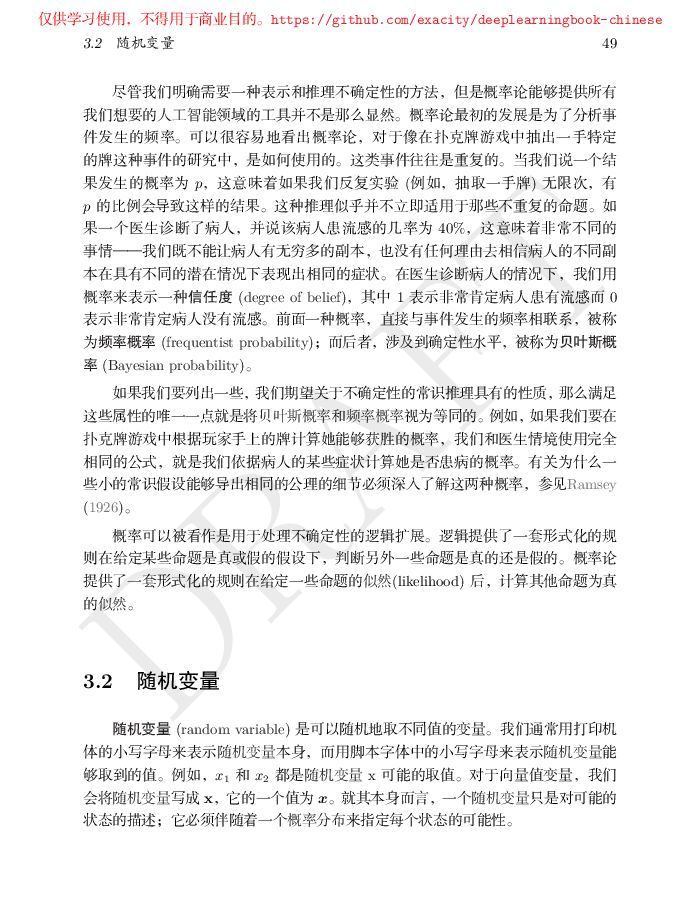 仅供学习使用，不得用于商业目的。https://github.com/exacity/deeplearningbook-chinese
3.2 随机变量 49
尽管我们明确需要一种表示和推理不确定性的方法，但是概率论能够提供所有
我们想要的人工智能领域的工具并不是那么显然。概率论最初的发展是为了分析事
件发生的频率。可以很容易地看出概率论，对于像在扑克牌游戏中抽出一手特定
的牌这种事件的研究中，是如何使用的。这类事件往往是重复的。当我们说一个结
果发生的概率为 p，这意味着如果我们反复实验 (例如，抽取一手牌) 无限次，有
p 的比例会导致这样的结果。这种推理似乎并不立即适用于那些不重复的命题。如
果一个医生诊断了病人，并说该病人患流感的几率为 40%，这意味着非常不同的
事情——我们既不能让病人有无穷多的副本，也没有任何理由去相信病人的不同副
本在具有不同的潜在情况下表现出相同的症状。在医生诊断病人的情况下，我们用
概率来表示一种信任度 (degree of belief)，其中 1 表示非常肯定病人患有流感而 0
表示非常肯定病人没有流感。前面一种概率，直接与事件发生的频率相联系，被称
为频率概率 (frequentist probability)；而后者，涉及到确定性水平，被称为贝叶斯概
率 (Bayesian probability)。
如果我们要列出一些，我们期望关于不确定性的常识推理具有的性质，那么满足
这些属性的唯一一点就是将贝叶斯概率和频率概率视为等同的。例如，如果我们要在
扑克牌游戏中根据玩家手上的牌计算她能够获胜的概率，我们和医生情境使用完全
相同的公式，就是我们依据病人的某些症状计算她是否患病的概率。有关为什么一
些小的常识假设能够导出相同的公理的细节必须深入了解这两种概率，参见Ramsey
(1926)。
概率可以被看作是用于处理不确定性的逻辑扩展。逻辑提供了一套形式化的规
则在给定某些命题是真或假的假设下，判断另外一些命题是真的还是假的。概率论
提供了一套形式化的规则在给定一些命题的似然(likelihood) 后，计算其他命题为真
的似然。
3.2 随机变量
随机变量 (random variable) 是可以随机地取不同值的变量。我们通常用打印机
体的小写字母来表示随机变量本身，而用脚本字体中的小写字母来表示随机变量能
够取到的值。例如，x₁ 和 x₂ 都是随机变量 x 可能的取值。对于向量值变量，我们
会将随机变量写成 x，它的一个值为 x。就其本身而言，一个随机变量只是对可能的
状态的描述；它必须伴随着一个概率分布来指定每个状态的可能性。
DRAFT